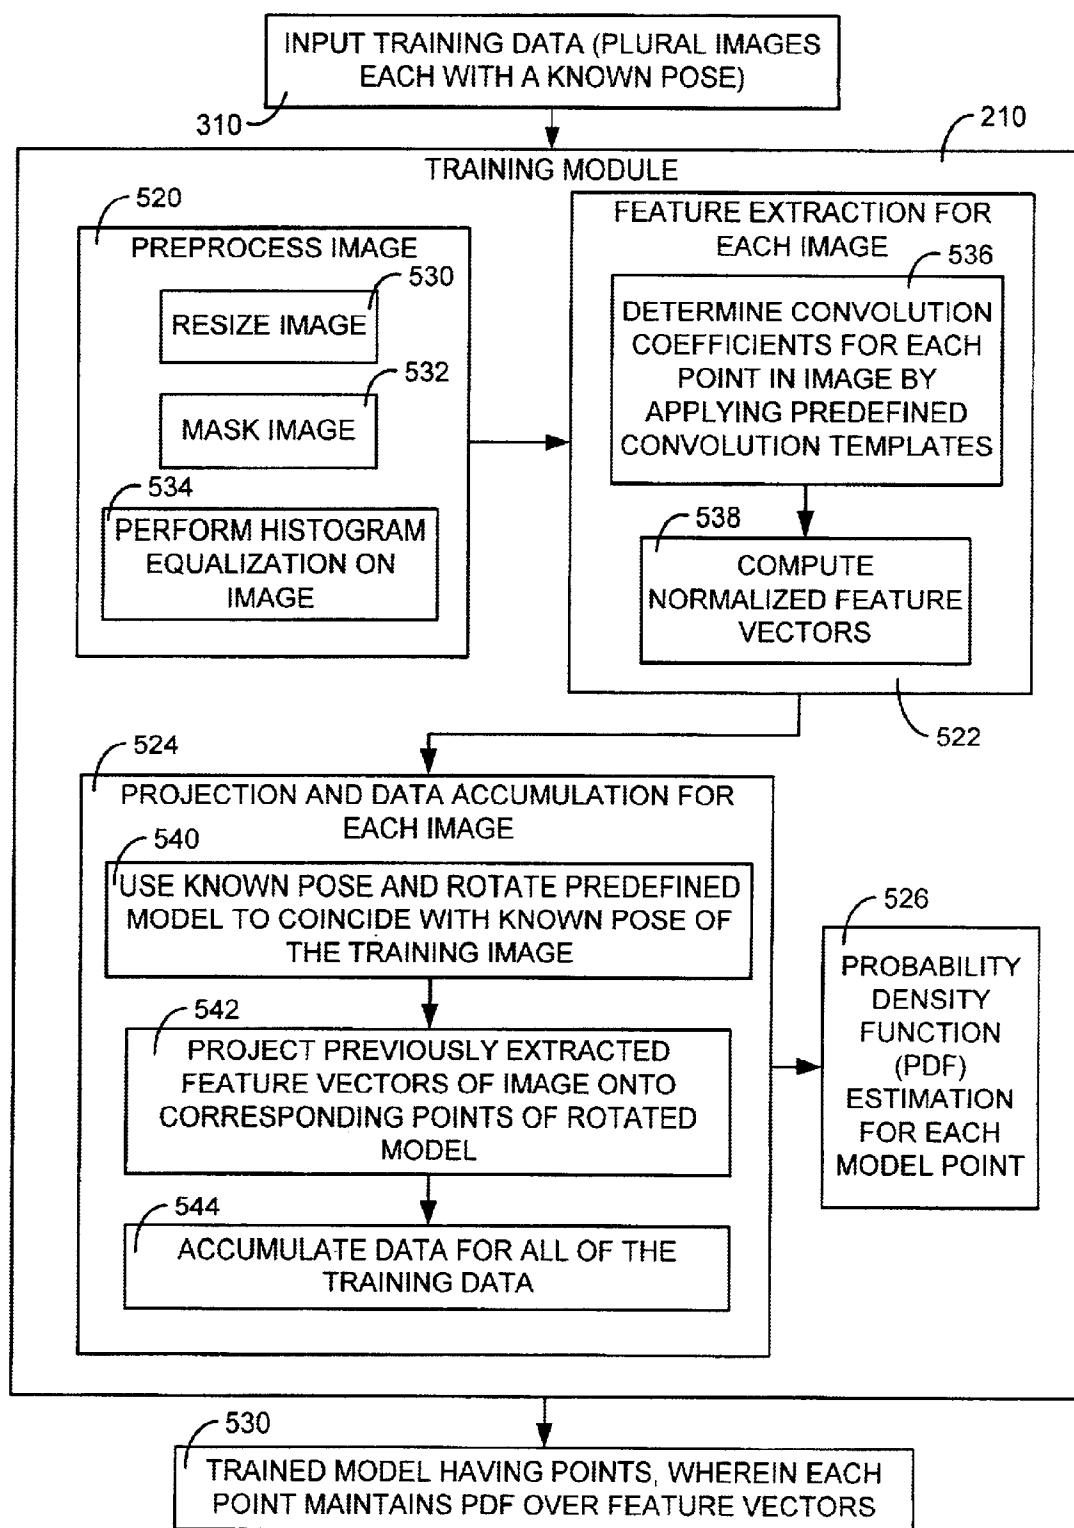 INPUT TRAINING DATA (PLURAL IMAGES
EACH WITH A KNOWN POSE)
310
210
TRAINING MODULE
520
PREPROCESS IMAGE
530
RESIZE IMAGE
532
MASK IMAGE
534
PERFORM HISTOGRAM
EQUALIZATION ON
IMAGE
FEATURE EXTRACTION FOR
EACH IMAGE
536
DETERMINE CONVOLUTION
COEFFICIENTS FOR EACH
POINT IN IMAGE BY
APPLYING PREDEFINED
CONVOLUTION TEMPLATES
538
COMPUTE
NORMALIZED FEATURE
VECTORS
522
524
PROJECTION AND DATA ACCUMULATION FOR
EACH IMAGE
540
USE KNOWN POSE AND ROTATE PREDEFINED
MODEL TO COINCIDE WITH KNOWN POSE OF
THE TRAINING IMAGE
542
PROJECT PREVIOUSLY EXTRACTED
FEATURE VECTORS OF IMAGE ONTO
CORRESPONDING POINTS OF ROTATED
MODEL
544
ACCUMULATE DATA FOR ALL OF THE
TRAINING DATA
526
PROBABILITY
DENSITY
FUNCTION
(PDF)
ESTIMATION
FOR EACH
MODEL POINT
530
TRAINED MODEL HAVING POINTS, WHEREIN EACH
POINT MAINTAINS PDF OVER FEATURE VECTORS